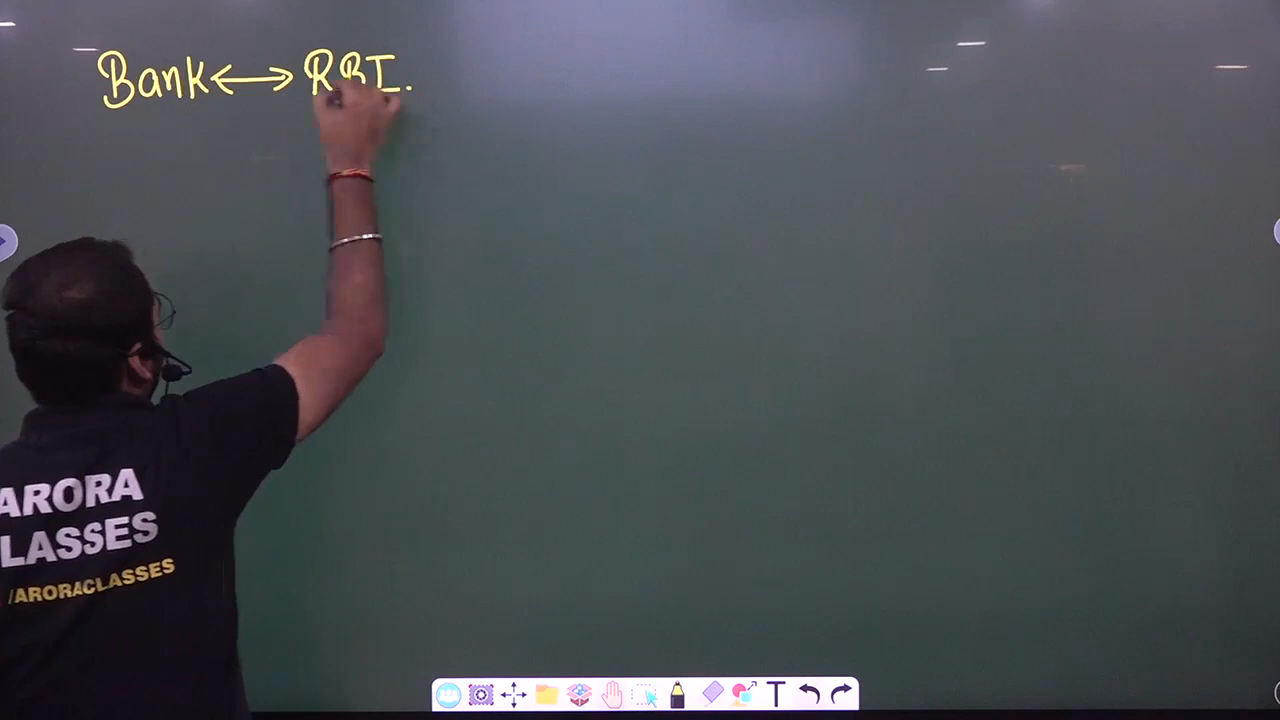 Bank ↔ RBI.
ARORA
LASSES
/ARORACLASSES
T